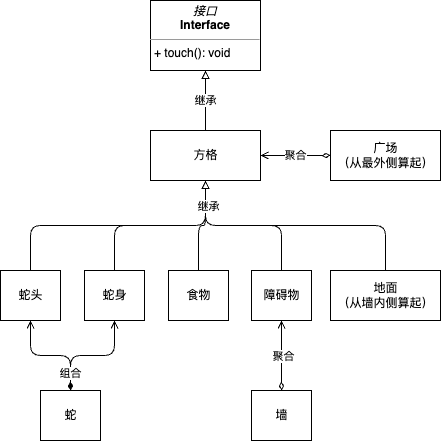 接口
Interface
+ touch(): void
继承
方格
聚合
广场
（从最外侧算起）
继承
蛇头
蛇身
食物
障碍物
地面
（从墙内侧算起）
组合
聚合
蛇
墙